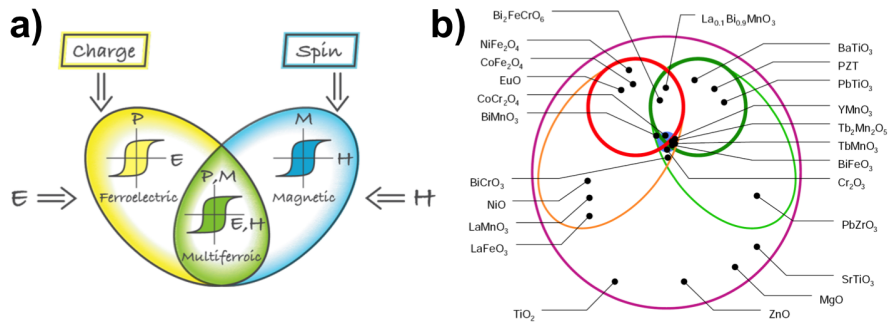 a)
Charge
Spin
P
E
Ferroelectric
M
H
Magnetic
P,M
E,H
Multiferroic
E
H
b)
Bi₂FeCrO₆
La₀.₁Bi₀.₉MnO₃
NiFe₂O₄
CoFe₂O₄
EuO
CoCr₂O₄
BiMnO₃
BiCrO₃
NiO
LaMnO₃
LaFeO₃
TiO₂
BaTiO₃
PZT
PbTiO₃
YMnO₃
Tb₂Mn₂O₅
TbMnO₃
BiFeO₃
Cr₂O₃
PbZrO₃
SrTiO₃
MgO
ZnO